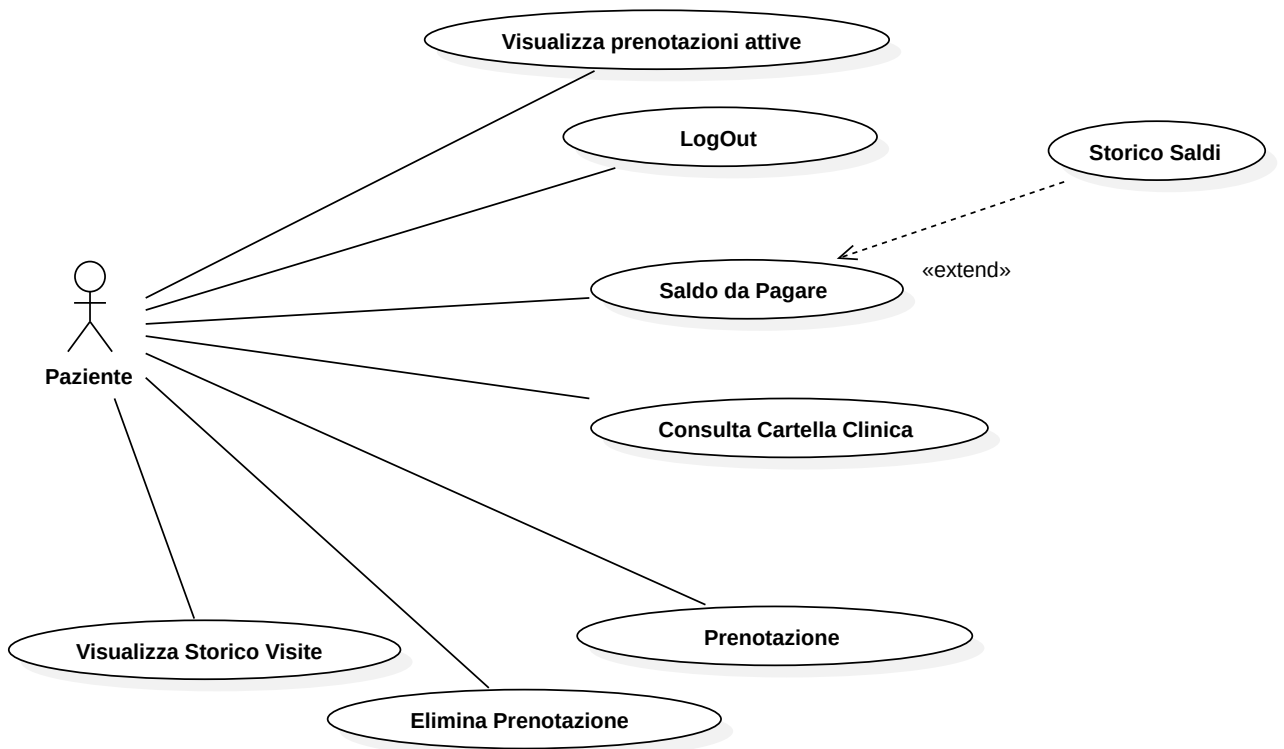 Visualizza prenotazioni attive
LogOut
Storico Saldi
«extend»
Saldo da Pagare
Paziente
Consulta Cartella Clinica
Prenotazione
Visualizza Storico Visite
Elimina Prenotazione